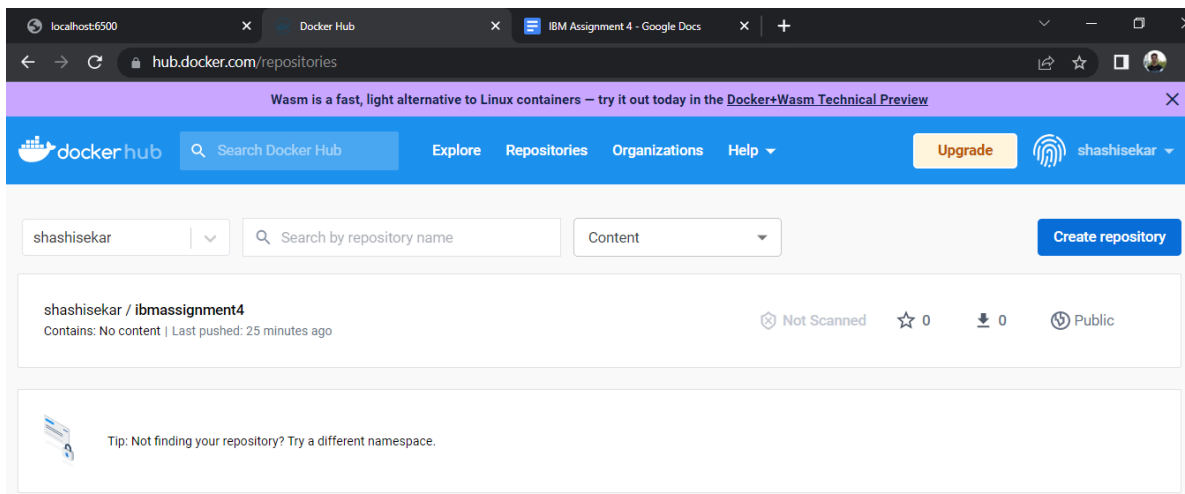 localhost:6500 Docker Hub IBM Assignment 4 - Google Docs
hub.docker.com/repositories
Wasm is a fast, light alternative to Linux containers — try it out today in the Docker+Wasm Technical Preview
dockerhub Search Docker Hub Explore Repositories Organizations Help Upgrade shashisekar
shashisekar Search by repository name Content Create repository
shashisekar / ibmassignment4
Contains: No content | Last pushed: 25 minutes ago Not Scanned 0 0 Public
Tip: Not finding your repository? Try a different namespace.